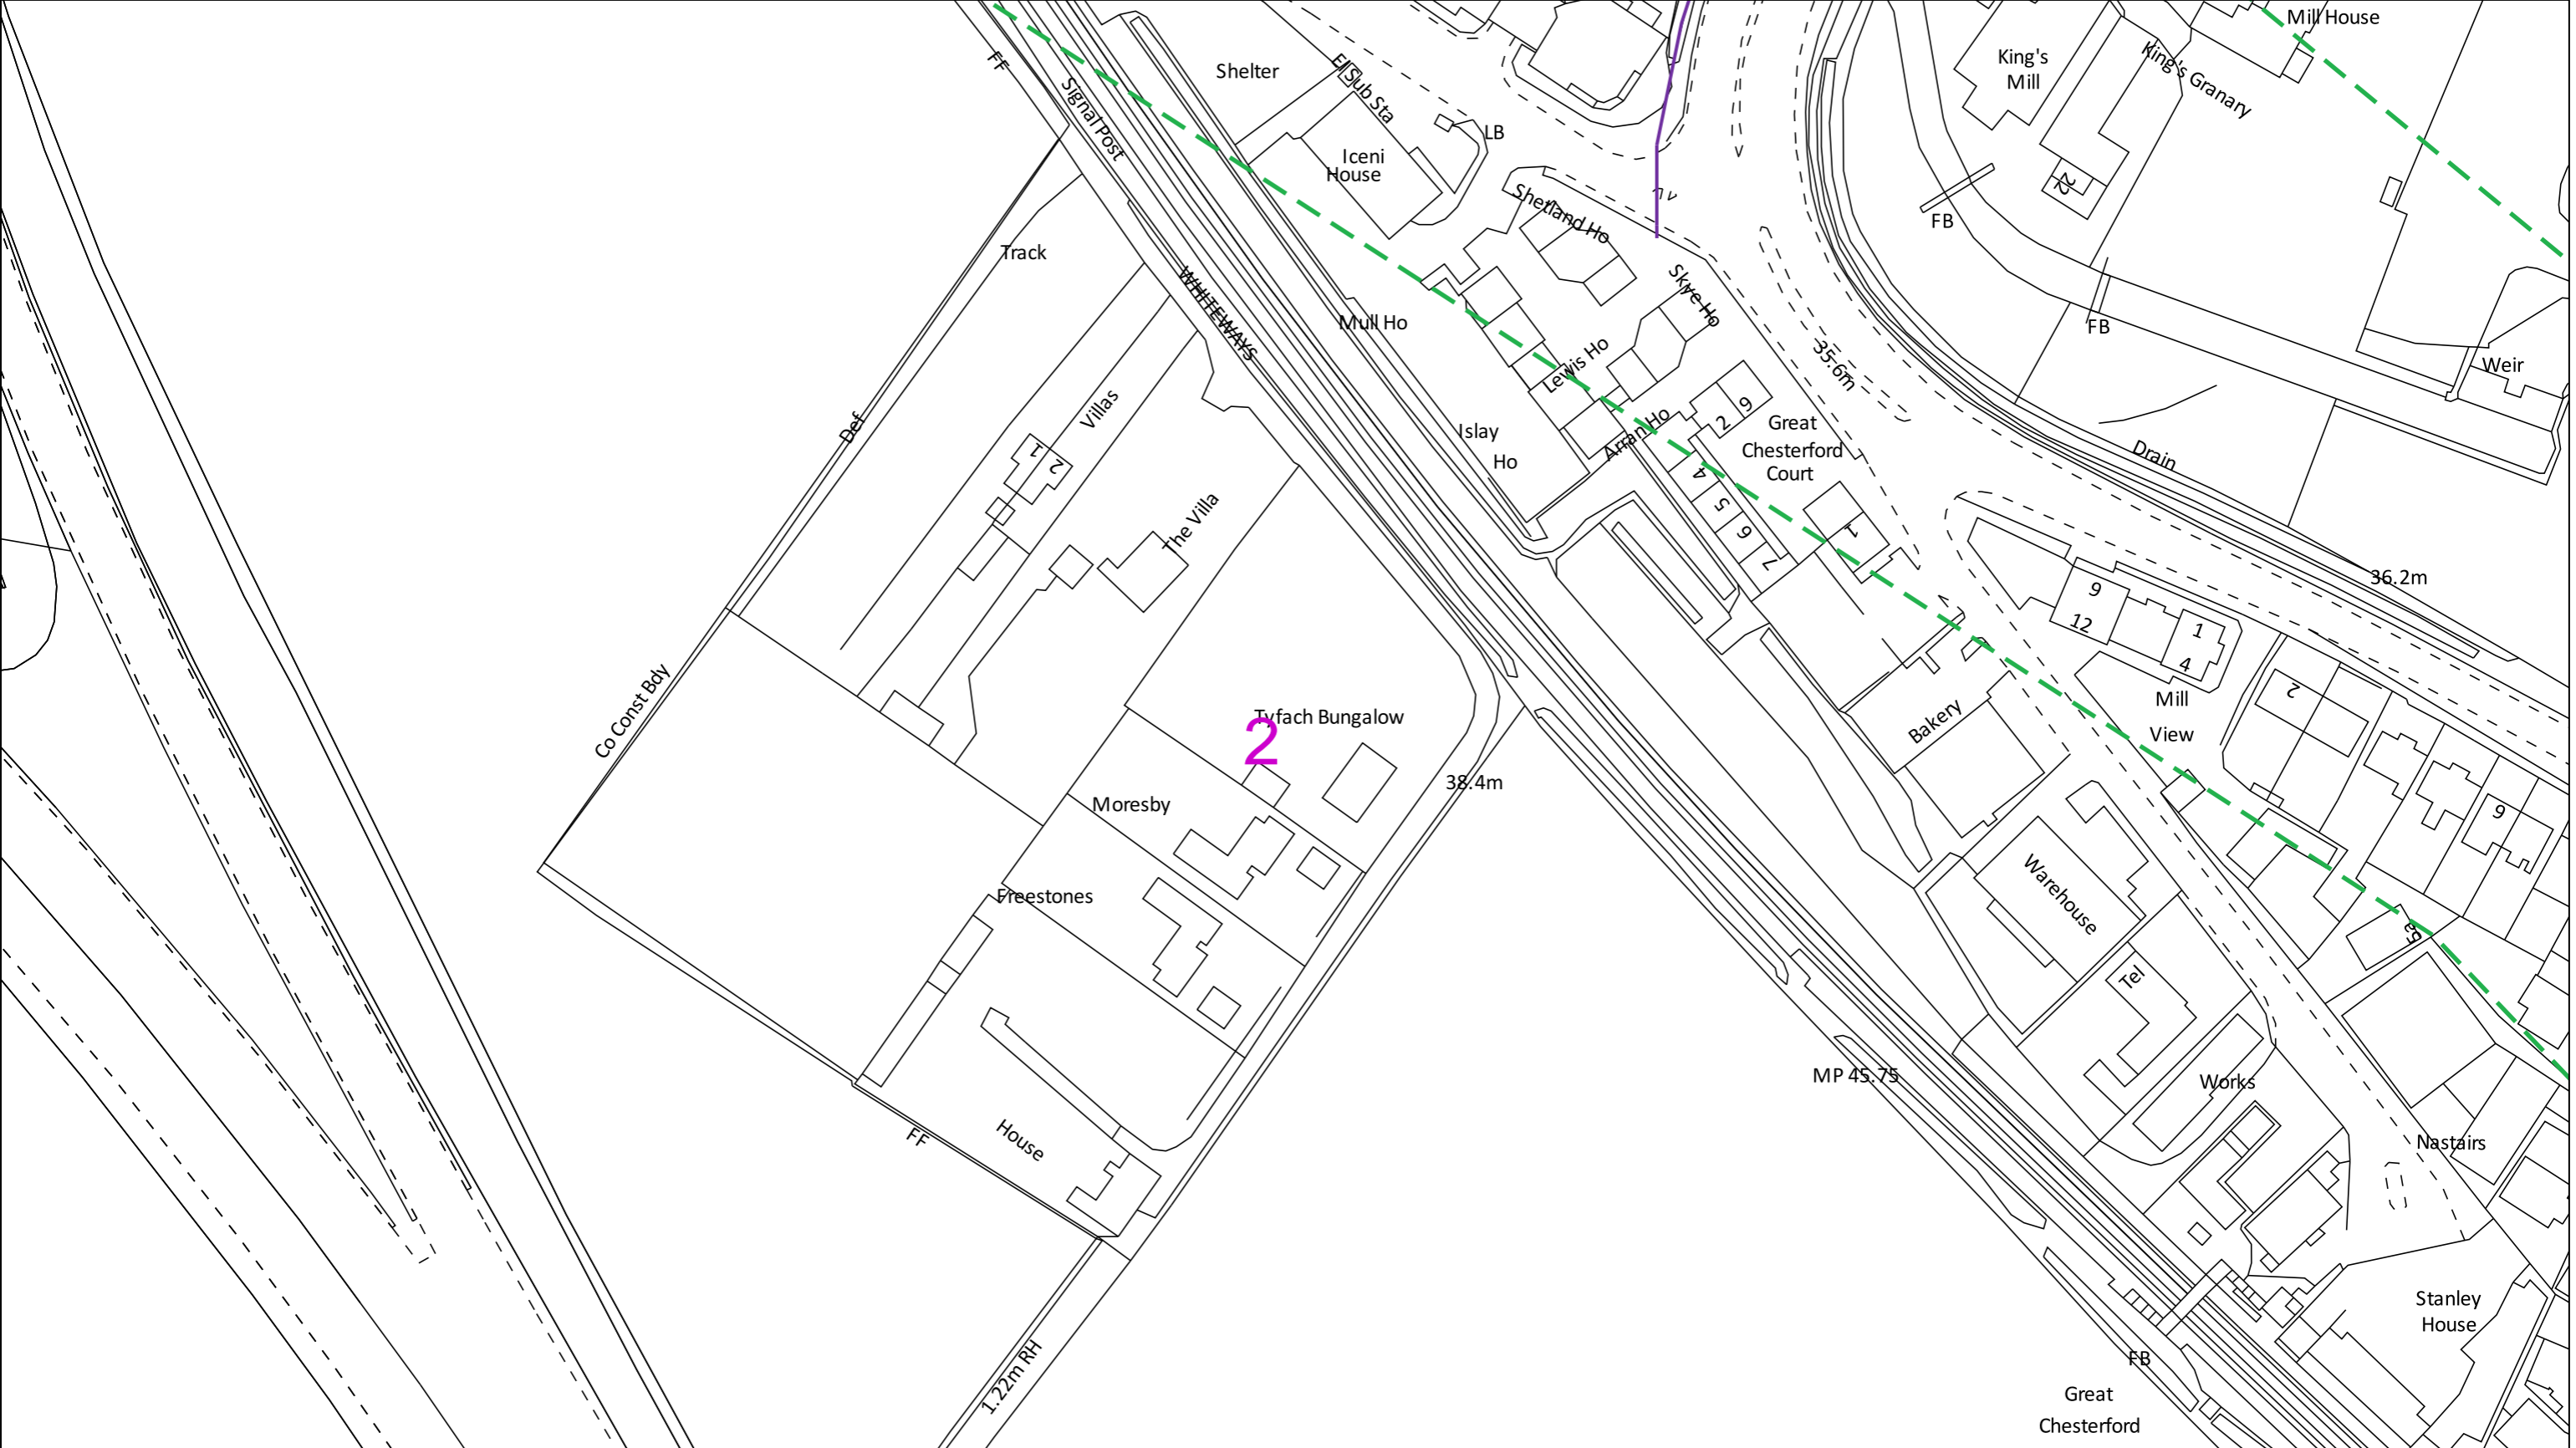 Mill House
FF
Signal Post
Shelter
El Sub Sta
King's
Mill
King's Granary
LB
Iceni
House
22
Shetland Ho
FB
Track
WHITEWAYS
Mull Ho
Skye Ho
FB
Lewis Ho
35.6m
Weir
Villas
Def
Islay
Ho
Arran Ho
2
9
Great
Chesterford
Court
Drain
1
2
4
5
6
7
1
The Villa
36.2m
9
12
1
4
Co Const Bdy
Tyfach Bungalow
2
Mill
View
2
Bakery
38.4m
Moresby
9
Freestones
Warehouse
5a
Tel
MP 45.75
Works
FF
House
Nastairs
Stanley
House
1.22m RH
FB
Great
Chesterford